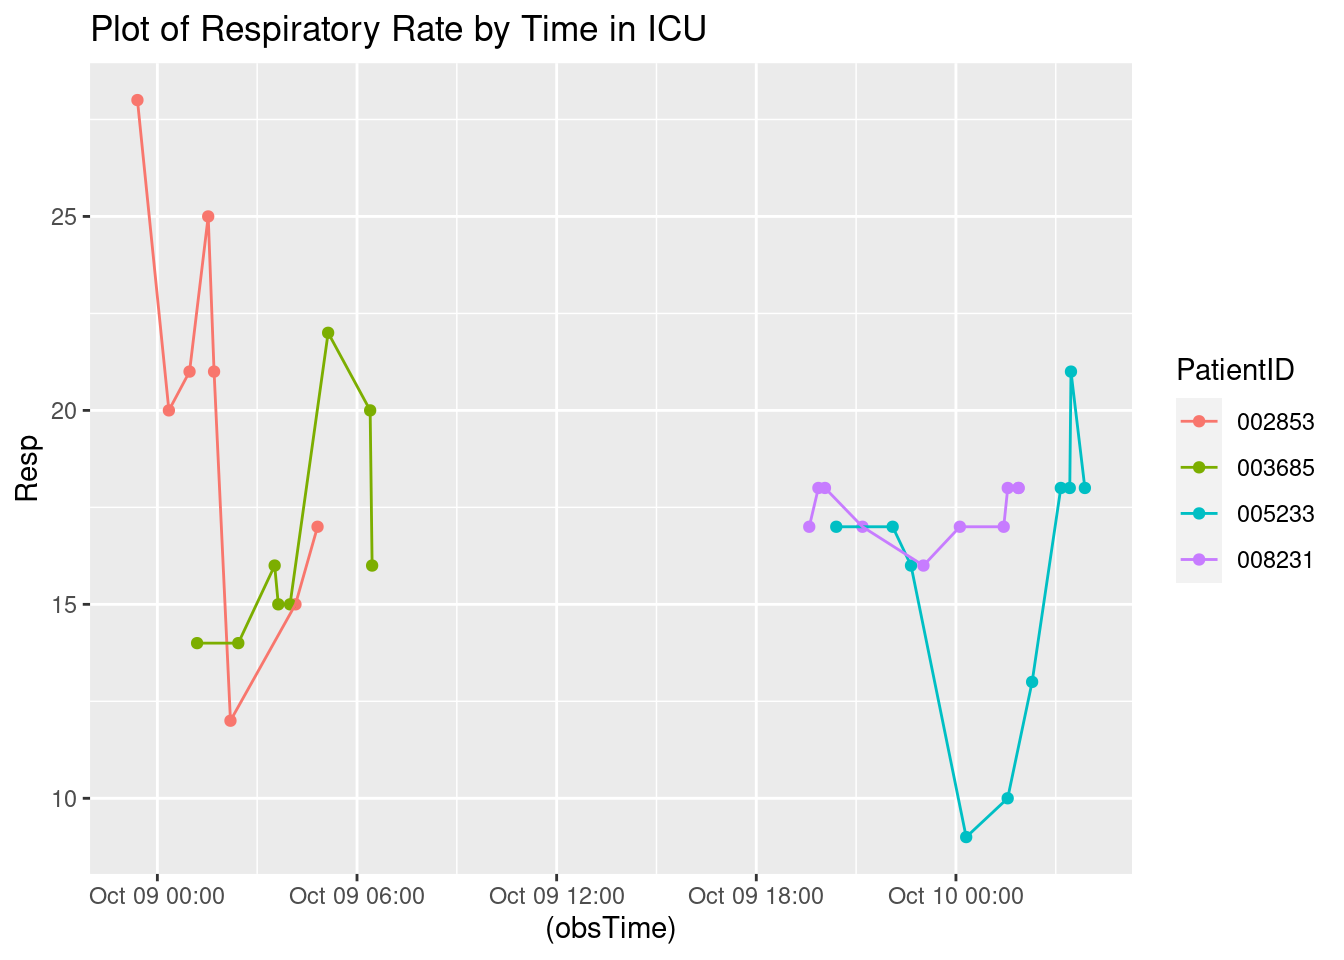 Plot of Respiratory Rate by Time in ICU
Resp
25
20
15
10
Oct 09 00:00 Oct 09 06:00 Oct 09 12:00 Oct 09 18:00 Oct 10 00:00
(obsTime)
PatientID
002853
003685
005233
008231